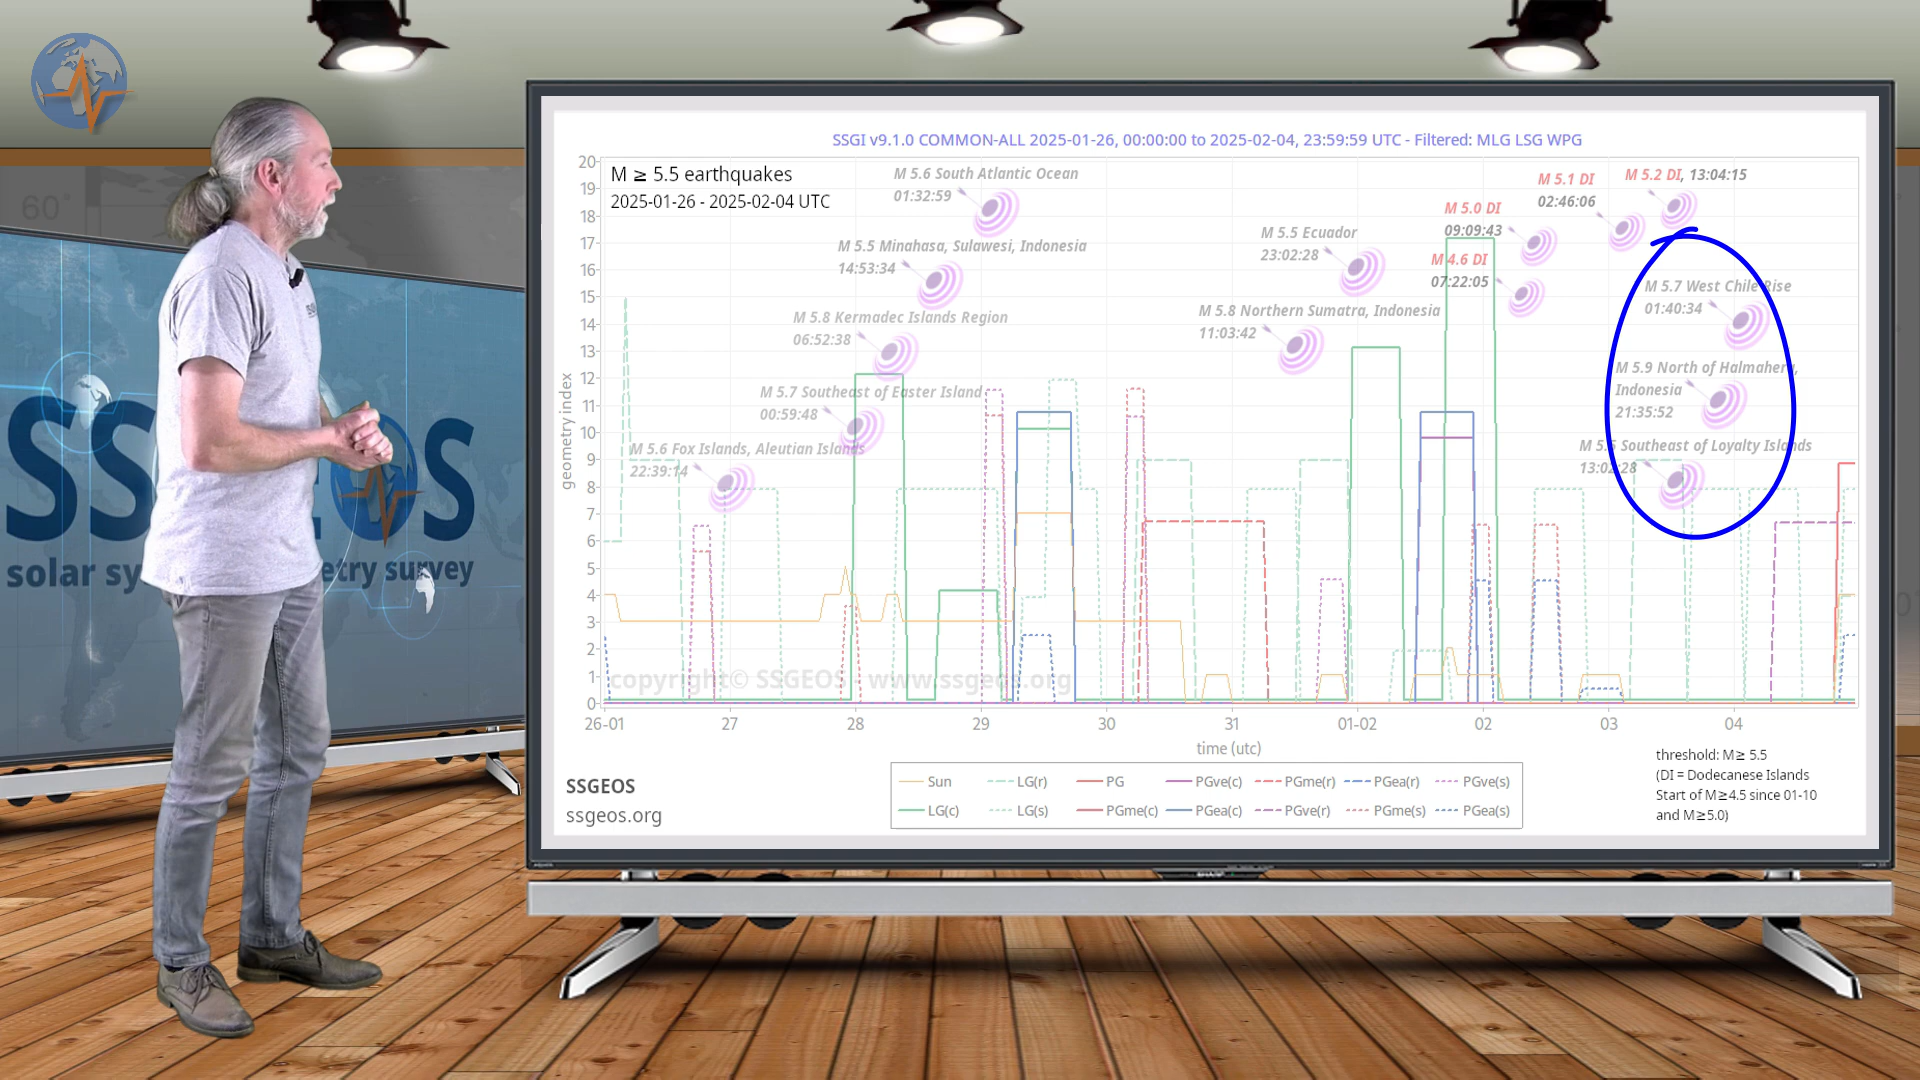 60°
SS EOS
solar sy etry survey
SSGI v9.1.0 COMMON-ALL 2025-01-26, 00:00:00 to 2025-02-04, 23:59:59 UTC - Filtered: MLG LSG WPG
M ≥ 5.5 earthquakes
2025-01-26 - 2025-02-04 UTC
M 5.6 South Atlantic Ocean
01:32:59
M 5.5 Minahasa, Sulawesi, Indonesia
14:53:34
M 5.8 Kermadec Islands Region
06:52:38
M 5.7 Southeast of Easter Island
00:59:48
M 5.6 Fox Islands, Aleutian Islands
22:39:14
M 5.5 Ecuador
23:02:28
M 5.8 Northern Sumatra, Indonesia
11:03:42
M 5.0 DI
09:09:43
M 4.6 DI
07:22:05
M 5.1 DI
02:46:06
M 5.2 DI, 13:04:15
M 5.7 West Chile Rise
01:40:34
M 5.9 North of Halmahera,
Indonesia
21:35:52
M 5.5 Southeast of Loyalty Islands
13:02:28
geometry index
20
19
18
17
16
15
14
13
12
11
10
9
8
7
6
5
4
3
2
1
0
copyright© SSGEOS - www.ssgeos.org
26-01 27 28 29 30 31 01-02 02 03 04
time (utc)
SSGEOS
ssgeos.org
Sun LG(r) PG PGve(c) PGme(r) PGea(r) PGve(s)
LG(c) LG(s) PGme(c) PGea(c) PGve(r) PGme(s) PGea(s)
threshold: M≥ 5.5
(DI = Dodecanese Islands
Start of M≥4.5 since 01-10
and M≥5.0)
SHARP